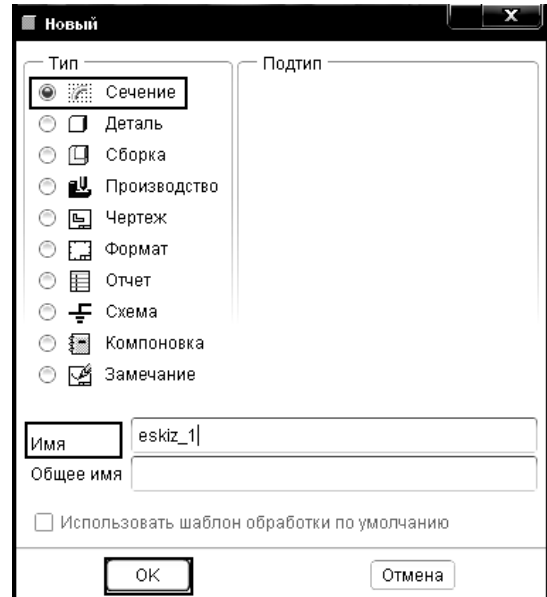 Новый
x
Тип
Подтип
Сечение
Деталь
Сборка
Производство
Чертеж
Формат
Отчет
Схема
Компоновка
Замечание
Имя eskiz_1
Общее имя
Использовать шаблон обработки по умолчанию
ОК Отмена